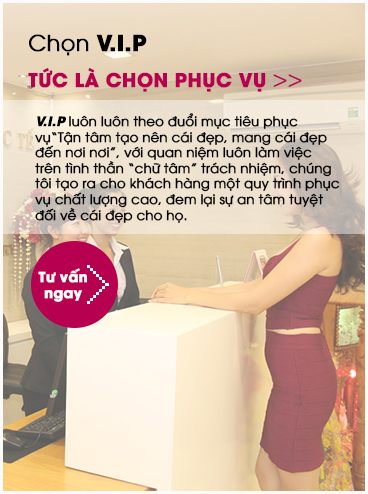 Chọn V.I.P
TỨC LÀ CHỌN PHỤC VỤ >>
V.I.P luôn luôn theo đuổi mục tiêu phục
vụ“Tận tâm tạo nên cái đẹp, mang cái đẹp
đến nơi nơi”, với quan niệm luôn làm việc
trên tình thần “chữ tâm” trách nhiệm, chúng
tôi tạo ra cho khách hàng một quy trình phục
vụ chất lượng cao, đem lại sự an tâm tuyệt
đối về cái đẹp cho họ.
Tư vấn
ngay